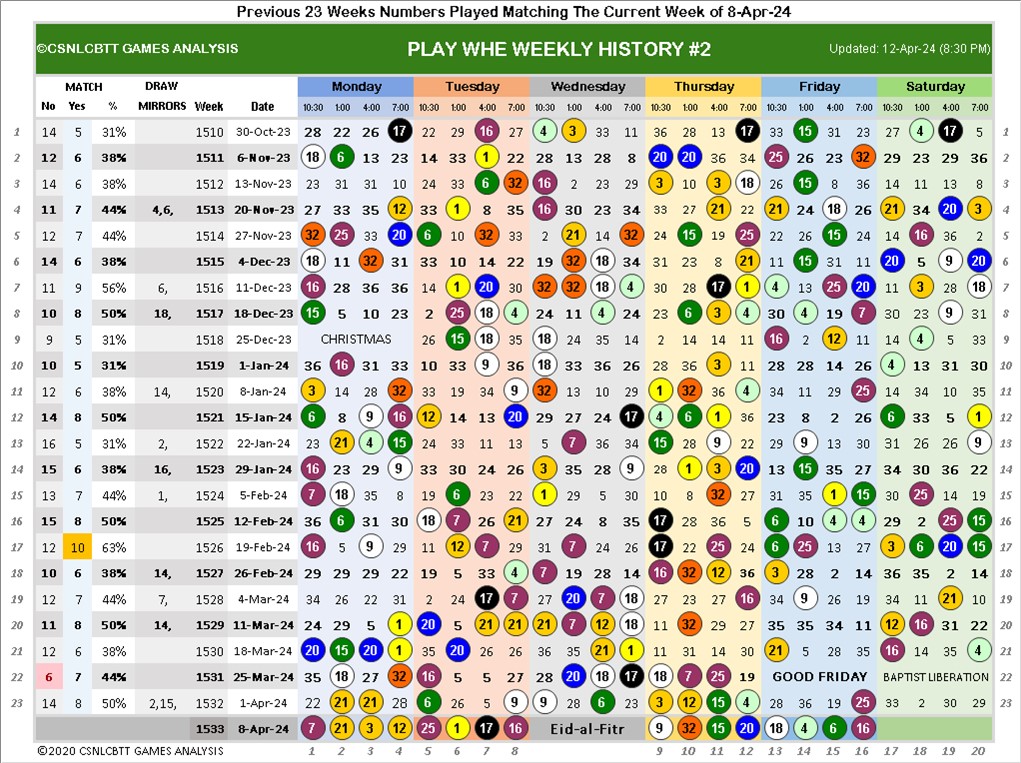 Previous 23 Weeks Numbers Played Matching The Current Week of 8-Apr-24
©CSNLCBTT GAMES ANALYSIS PLAY WHE WEEKLY HISTORY #2 Updated: 12-Apr-24 (8:30 PM)
MATCH DRAW Monday Tuesday Wednesday Thursday Friday Saturday
No Yes % MIRRORS Week Date 10:30 1:00 4:00 7:00 10:30 1:00 4:00 7:00 10:30 1:00 4:00 7:00 10:30 1:00 4:00 7:00 10:30 1:00 4:00 7:00 10:30 1:00 4:00 7:00
1 14 5 31% 1510 30-Oct-23 28 22 26 17 22 29 16 27 4 3 33 11 36 28 13 17 33 15 31 23 27 4 17 5 1
2 12 6 38% 1511 6-Nov-23 18 6 13 23 14 33 1 22 28 13 28 8 20 20 36 34 25 26 23 32 29 23 29 36 2
3 14 6 38% 1512 13-Nov-23 23 31 31 10 24 33 6 32 16 2 23 29 3 10 3 18 26 15 8 36 14 11 13 8 3
4 11 7 44% 4,6, 1513 20-Nov-23 27 33 35 12 33 1 8 35 16 30 23 34 33 27 21 22 21 24 18 26 21 34 20 3 4
5 12 7 44% 1514 27-Nov-23 32 25 33 20 6 10 32 33 2 21 14 32 24 15 19 25 22 26 15 24 14 16 36 2 5
6 14 6 38% 1515 4-Dec-23 18 11 32 31 33 10 14 22 19 32 18 34 31 23 8 21 11 15 31 11 20 5 9 20 6
7 11 9 56% 6, 1516 11-Dec-23 16 28 36 36 14 1 20 30 32 32 18 4 30 28 17 1 4 13 25 20 11 3 28 18 7
8 10 8 50% 18, 1517 18-Dec-23 15 5 10 23 2 25 18 4 24 11 4 24 23 6 3 4 30 4 19 7 30 23 9 31 8
9 9 5 31% 1518 25-Dec-23 CHRISTMAS 26 15 18 35 18 24 35 14 2 14 14 11 16 2 12 11 14 4 5 33 9
10 10 5 31% 1519 1-Jan-24 36 16 31 33 10 33 9 36 18 33 36 26 28 36 3 11 28 28 14 26 4 13 31 30 10
11 12 6 38% 14, 1520 8-Jan-24 3 14 28 32 33 19 34 9 32 13 10 29 1 32 36 4 34 11 29 25 14 34 10 35 11
12 14 8 50% 1521 15-Jan-24 6 8 9 16 12 14 13 20 29 27 24 17 4 6 1 36 23 8 2 26 6 33 5 1 12
13 16 5 31% 2, 1522 22-Jan-24 23 21 4 15 24 33 11 13 5 7 36 34 15 28 9 22 29 9 13 30 31 26 26 9 13
14 15 6 38% 16, 1523 29-Jan-24 16 23 29 9 33 30 24 26 3 35 28 9 28 1 3 20 13 15 35 27 34 30 36 22 14
15 13 7 44% 1, 1524 5-Feb-24 7 18 35 8 19 6 23 22 1 29 5 30 10 8 32 27 31 35 1 15 30 25 14 19 15
16 15 8 50% 1525 12-Feb-24 36 6 31 30 18 7 26 21 27 24 8 35 17 28 36 5 6 10 4 4 29 2 25 15 16
17 12 10 63% 1526 19-Feb-24 16 5 9 29 11 12 7 29 31 7 24 26 17 22 25 24 6 25 13 27 3 6 20 15 17
18 10 6 38% 14, 1527 26-Feb-24 29 29 29 22 19 5 33 4 7 19 28 14 16 32 12 36 3 28 2 14 36 35 2 14 18
19 12 7 44% 7, 1528 4-Mar-24 34 26 22 31 2 24 17 7 27 20 7 18 27 23 27 16 34 9 26 19 34 11 21 10 19
20 11 8 50% 14, 1529 11-Mar-24 24 29 5 1 20 5 21 21 21 7 12 18 26 32 29 27 35 35 34 11 12 16 31 22 20
21 12 6 38% 1530 18-Mar-24 20 15 20 1 35 20 26 26 36 35 21 1 11 31 14 30 21 5 28 35 16 14 35 4 21
22 6 7 44% 1531 25-Mar-24 35 18 27 32 16 5 5 27 28 20 18 17 18 7 25 19 GOOD FRIDAY BAPTIST LIBERATION 22
23 14 8 50% 2,15, 1532 1-Apr-24 22 21 21 33 6 26 5 9 9 28 6 23 3 12 15 4 28 36 19 25 33 2 30 29 23
1533 8-Apr-24 7 21 3 12 25 1 17 16 Eid-al-Fitr 9 32 15 20 18 4 6 16
©2020 CSNLCBTT GAMES ANALYSIS 1 2 3 4 5 6 7 8 9 10 11 12 13 14 15 16 17 18 19 20